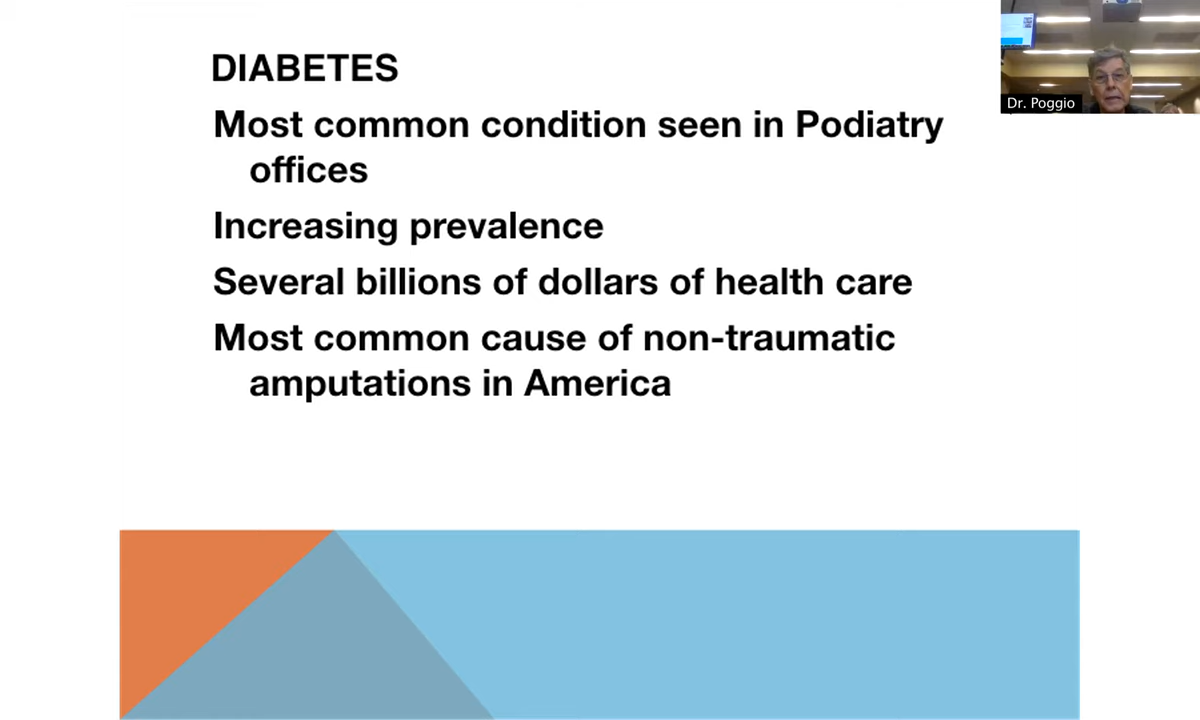 DIABETES
Most common condition seen in Podiatry
offices
Increasing prevalence
Several billions of dollars of health care
Most common cause of non-traumatic
amputations in America
Dr. Poggio